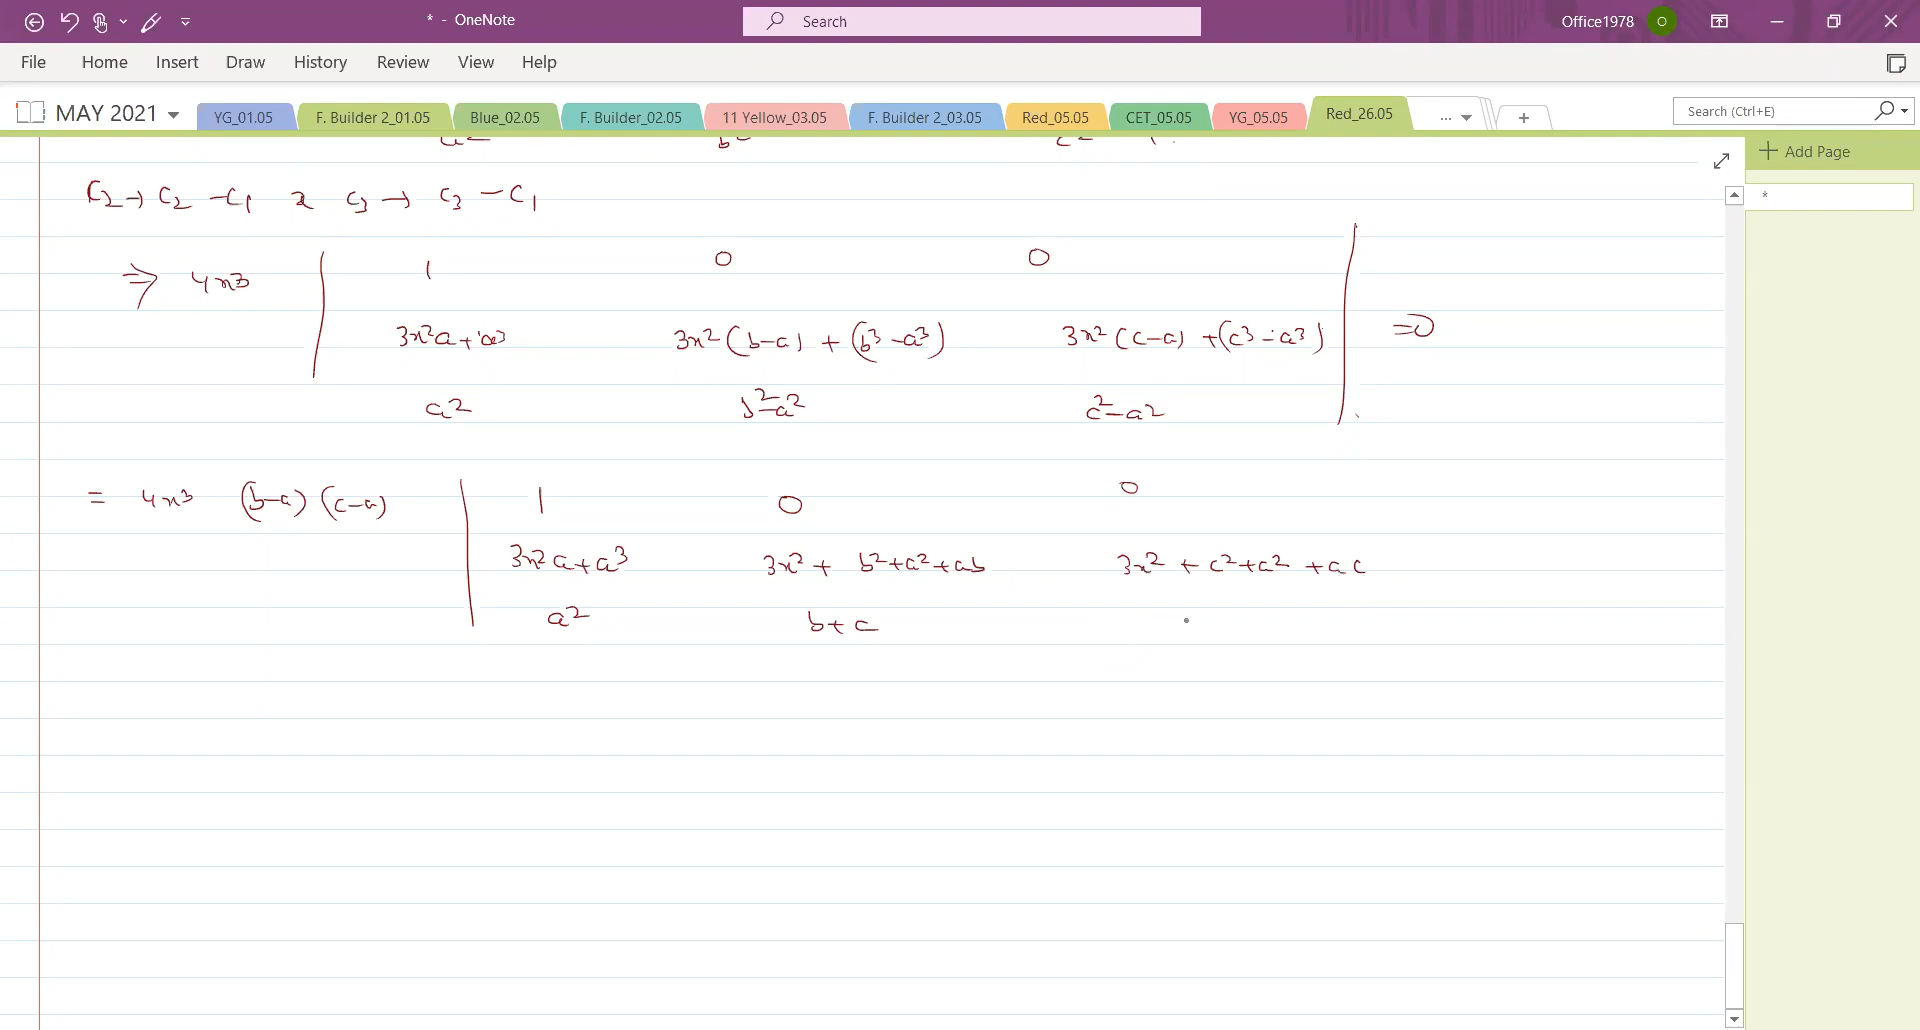 * - OneNote
Search
Office1978
O
File Home Insert Draw History Review View Help
MAY 2021
YG_01.05 F. Builder 2_01.05 Blue_02.05 F. Builder_02.05 11 Yellow_03.05 F. Builder 2_03.05 Red_05.05 CET_05.05 YG_05.05 Red_26.05 ... +
Search (Ctrl+E)
Add Page
*
C2 → C2 - C1 & C3 → C3 - C1
⇒ 4x³ | 1 0 0 |
3x²a + a³ 3x²(b-a) + (b³-a³) 3x²(c-a) + (c³-a³) = 0
a² b²-a² c²-a²
= 4x³ (b-a) (c-a) | 1 0 0
3x²a+a³ 3x² + b²+a²+ab 3x² + c²+a²+ac
a² b+c